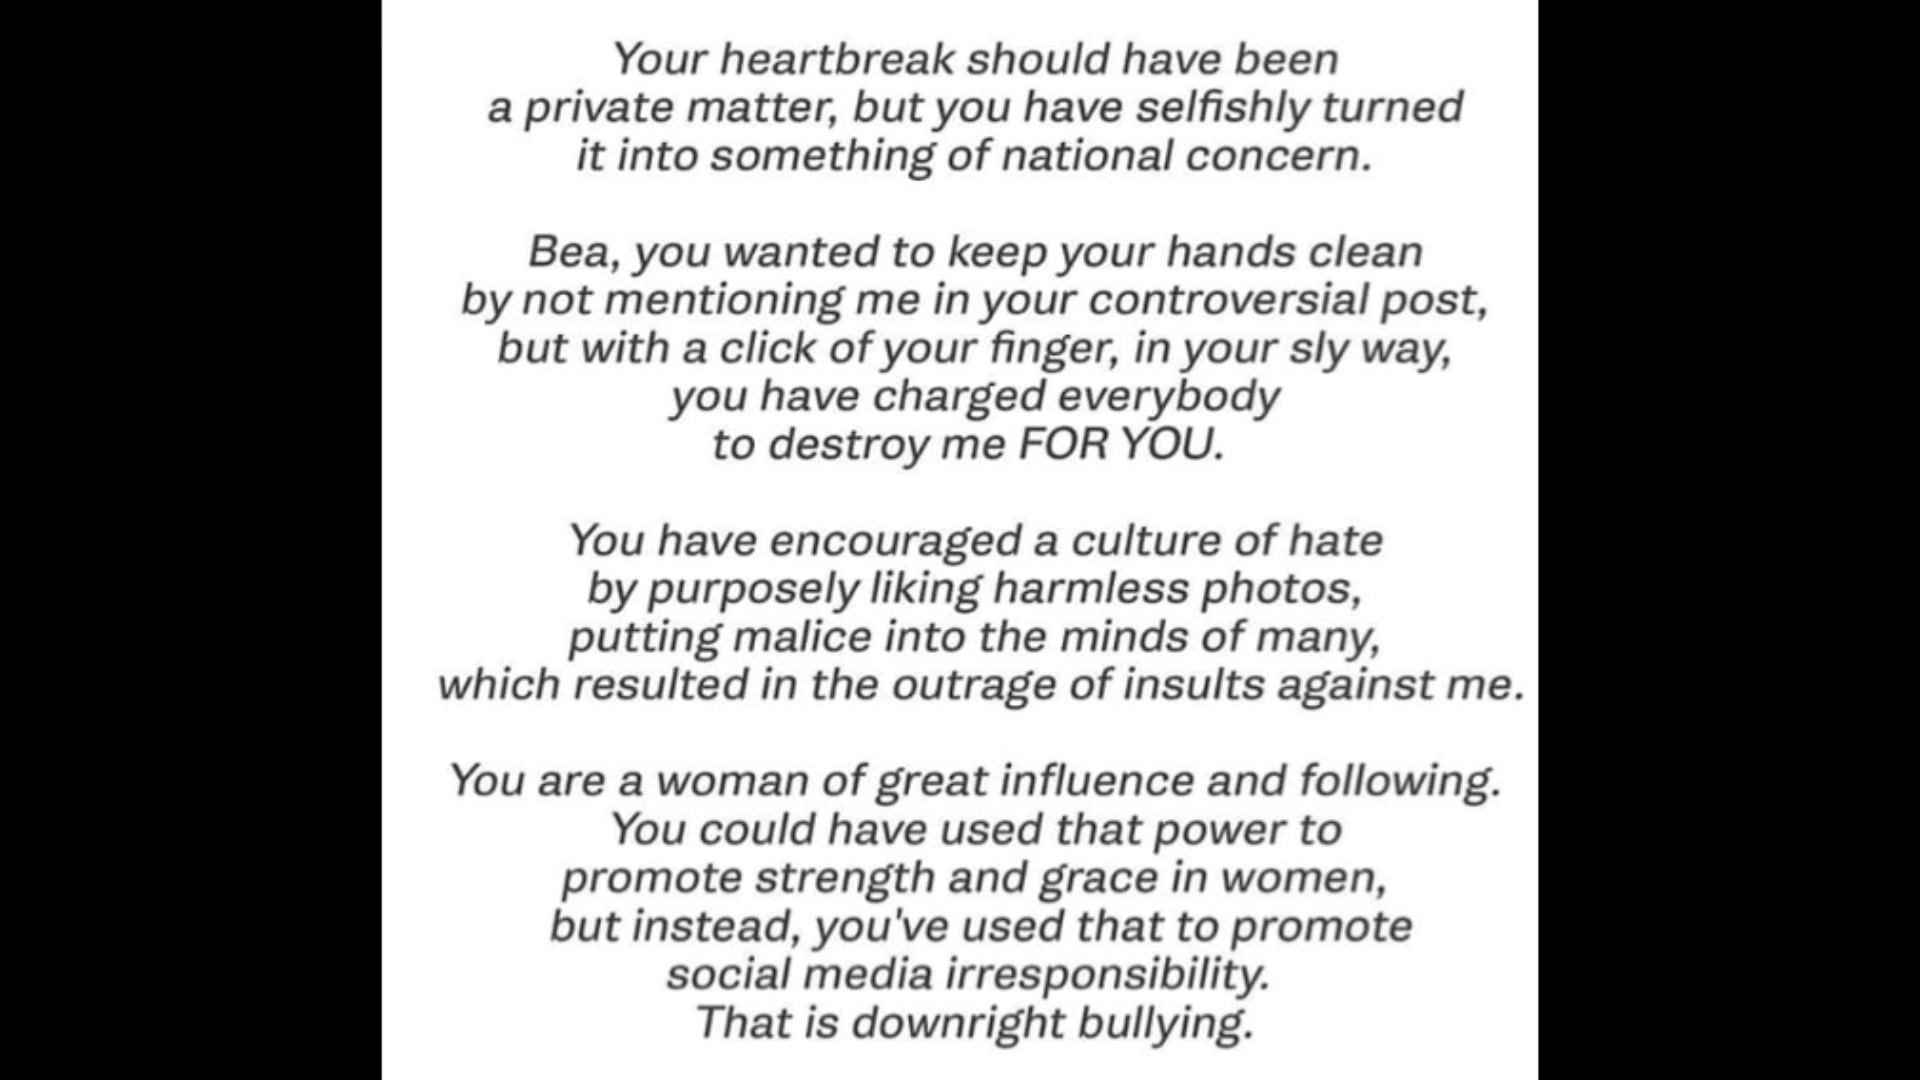 Your heartbreak should have been
a private matter, but you have selfishly turned
it into something of national concern.
Bea, you wanted to keep your hands clean
by not mentioning me in your controversial post,
but with a click of your finger, in your sly way,
you have charged everybody
to destroy me FOR YOU.
You have encouraged a culture of hate
by purposely liking harmless photos,
putting malice into the minds of many,
which resulted in the outrage of insults against me.
You are a woman of great influence and following.
You could have used that power to
promote strength and grace in women,
but instead, you've used that to promote
social media irresponsibility.
That is downright bullying.